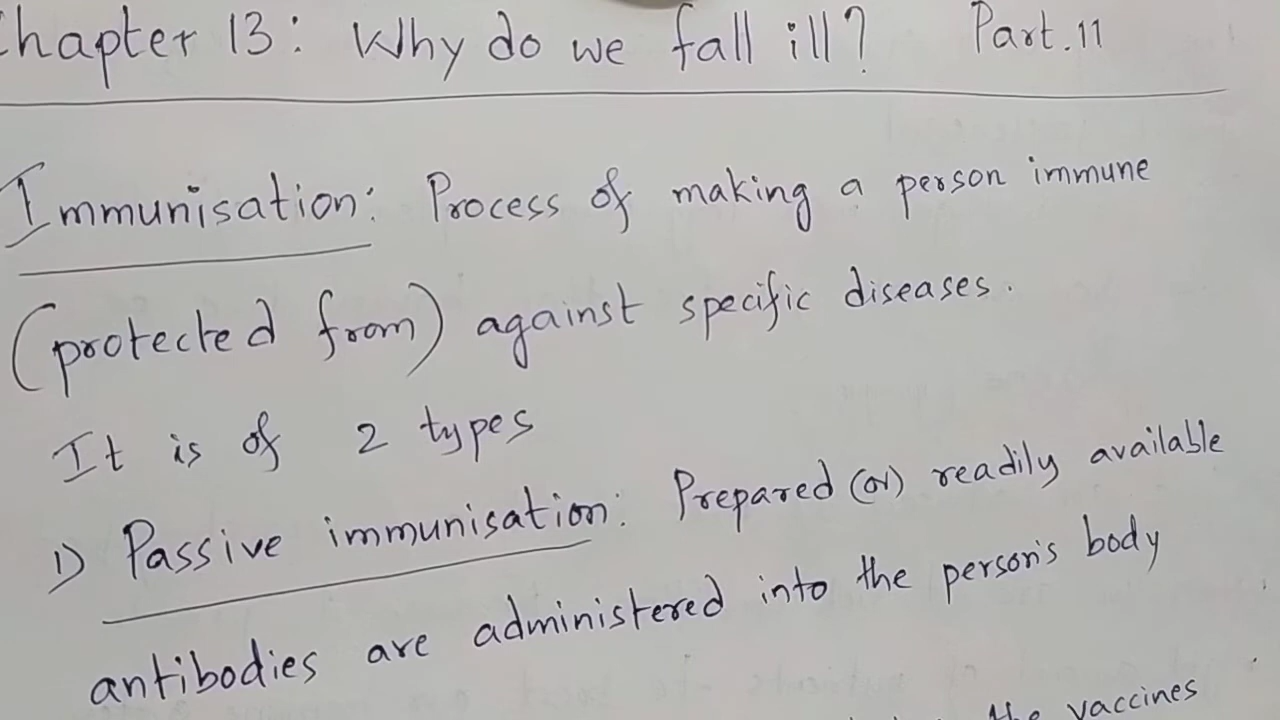 Chapter 13: Why do we fall ill? Part.11
Immunisation: Process of making a person immune
(protected from) against specific diseases.
It is of 2 types
1) Passive immunisation: Prepared (or) readily available
antibodies are administered into the person's body
the vaccines